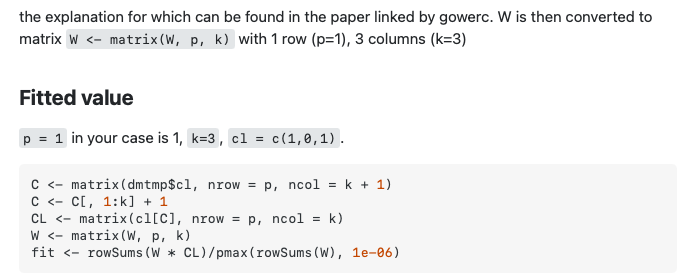 the explanation for which can be found in the paper linked by gowerc. W is then converted to
matrix W <- matrix(W, p, k) with 1 row (p=1), 3 columns (k=3)
Fitted value
p = 1 in your case is 1, k=3, cl = c(1,0,1).
C <- matrix(dmtmp$cl, nrow = p, ncol = k + 1)
C <- C[, 1:k] + 1
CL <- matrix(cl[C], nrow = p, ncol = k)
W <- matrix(W, p, k)
fit <- rowSums(W * CL)/pmax(rowSums(W), 1e-06)